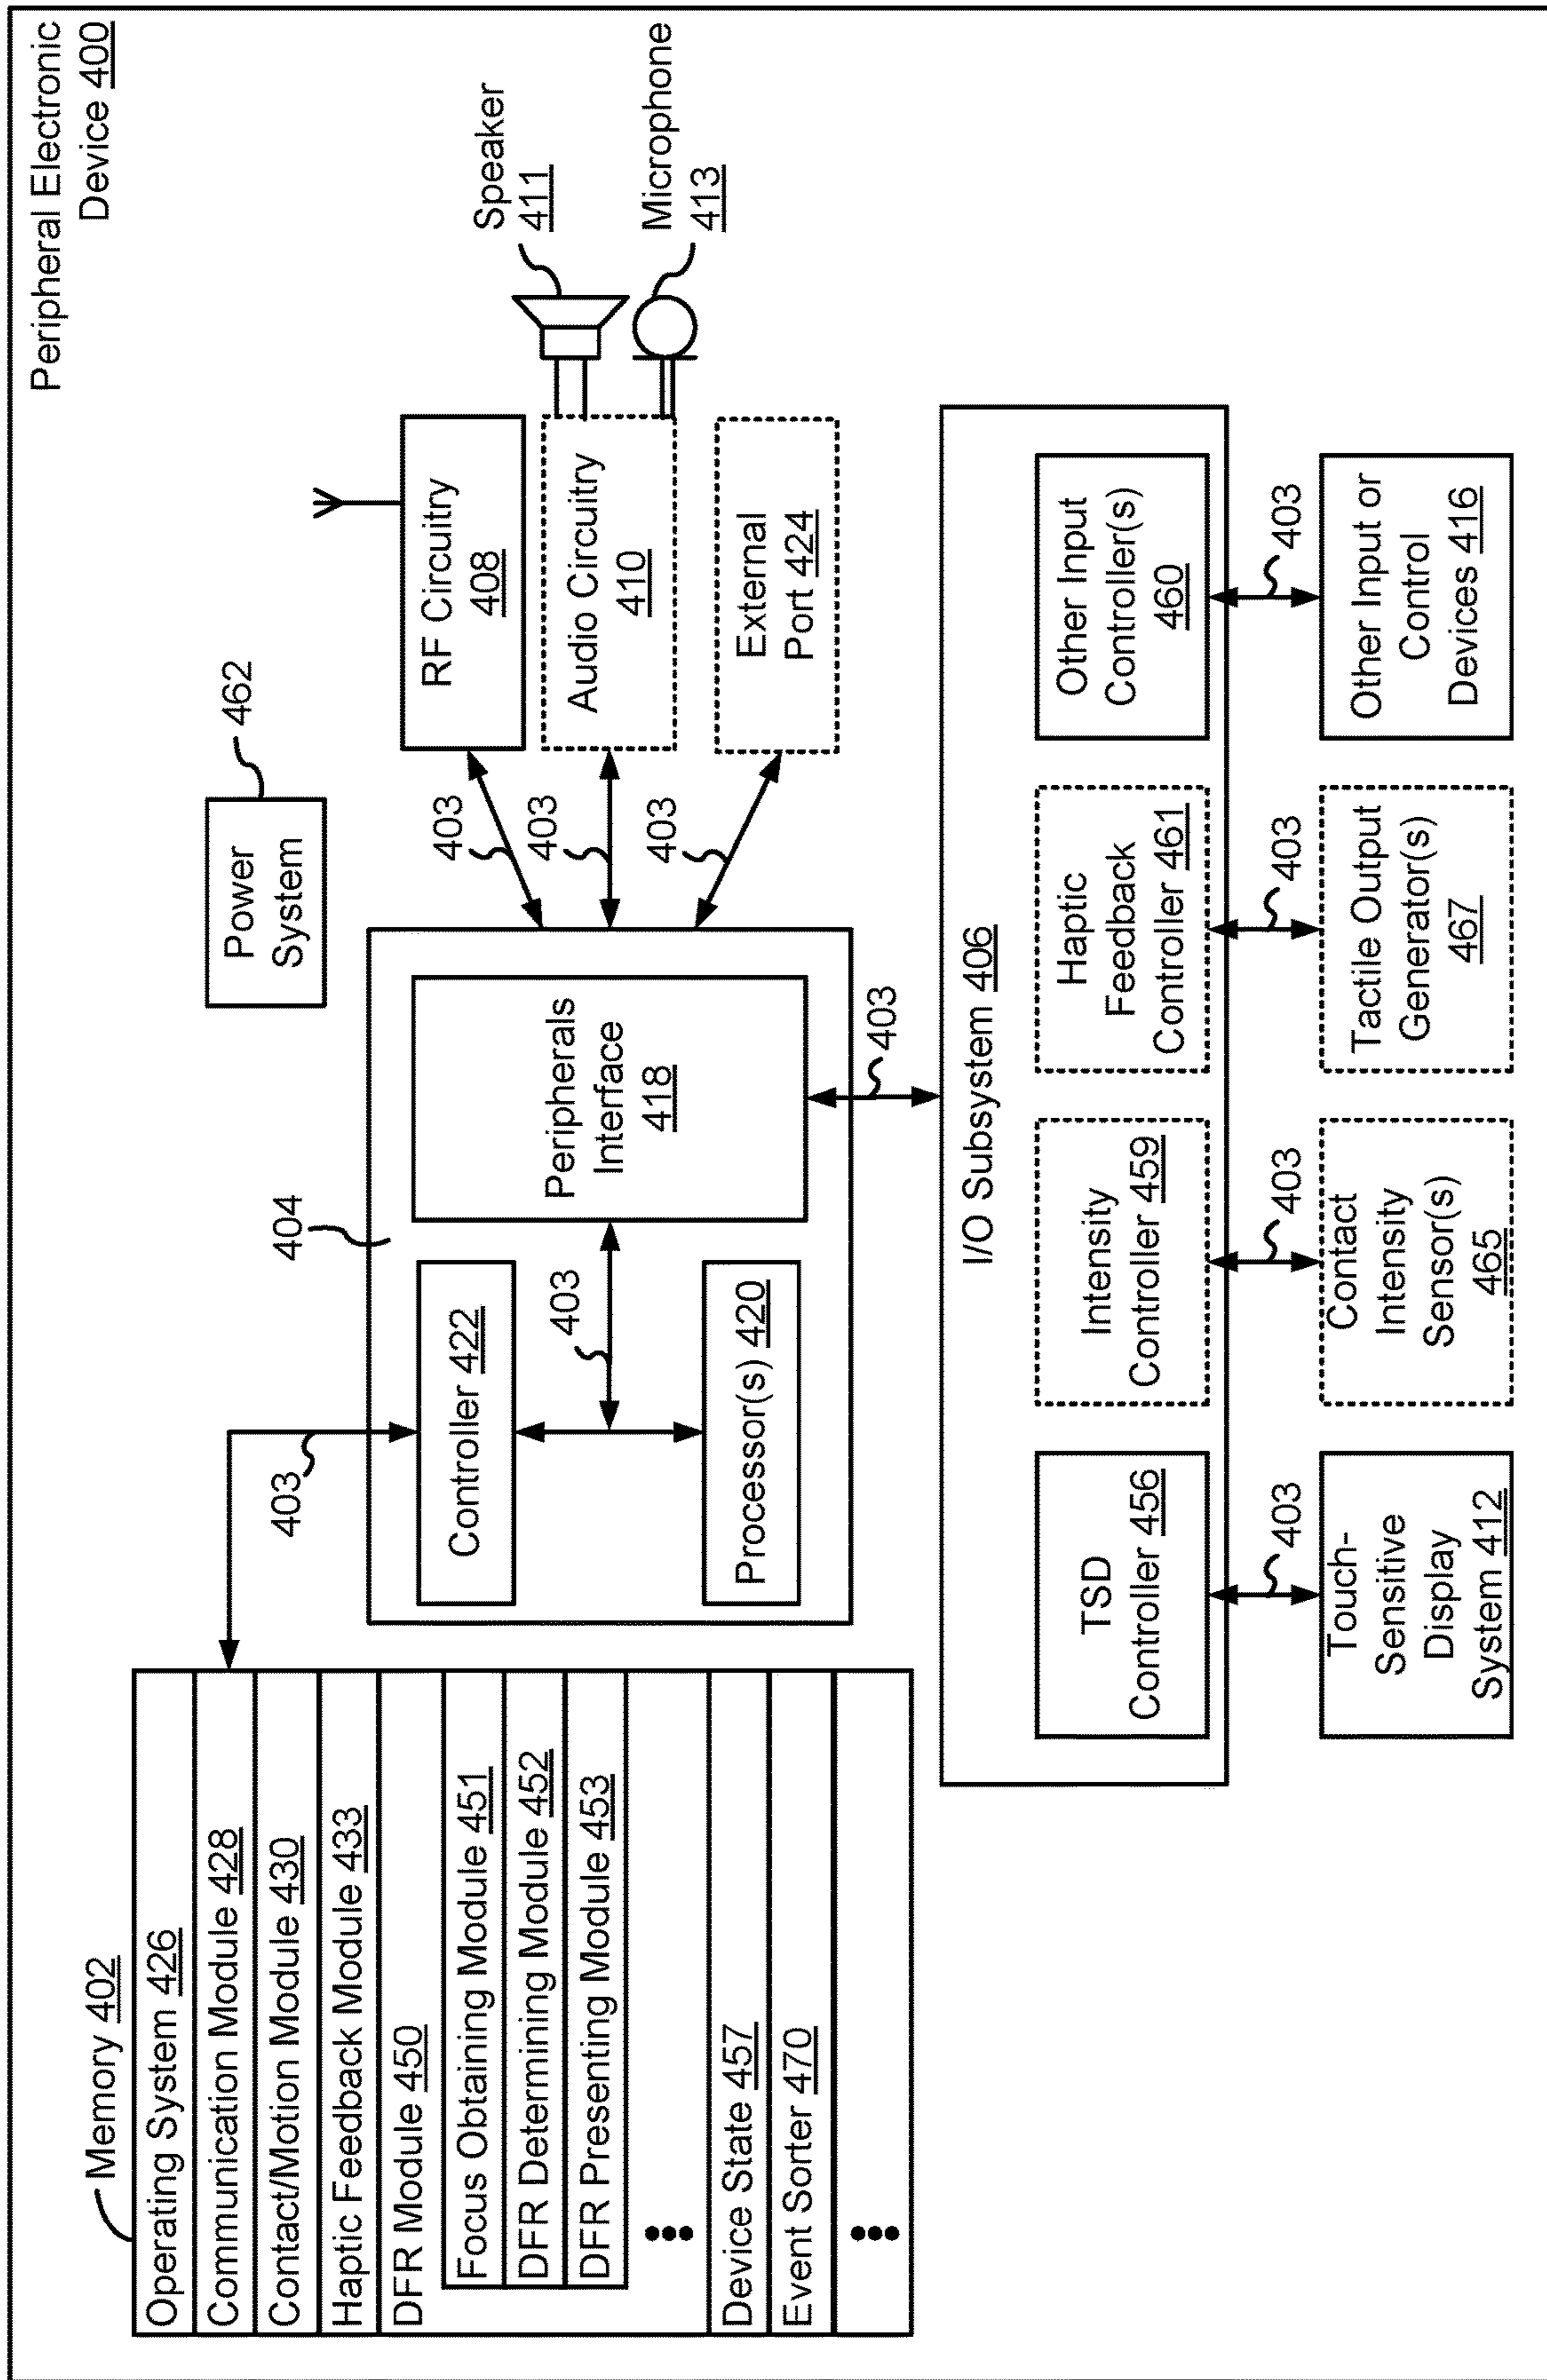 Peripheral Electronic
Device 400
Memory 402
Operating System 426
Communication Module 428
Contact/Motion Module 430
Haptic Feedback Module 433
DFR Module 450
Focus Obtaining Module 451
DFR Determining Module 452
DFR Presenting Module 453
Device State 457
Event Sorter 470
403
404
Controller 422
403
Processor(s) 420
Peripherals
Interface
418
Power
System
462
403
403
403
RF Circuitry
408
Audio Circuitry
410
External
Port 424
Speaker
411
Microphone
413
403
I/O Subsystem 406
TSD
Controller 456
Intensity
Controller 459
Haptic
Feedback
Controller 461
Other Input
Controller(s)
460
403
403
403
403
Touch-
Sensitive
Display
System 412
Contact
Intensity
Sensor(s)
465
Tactile Output
Generator(s)
467
Other Input or
Control
Devices 416